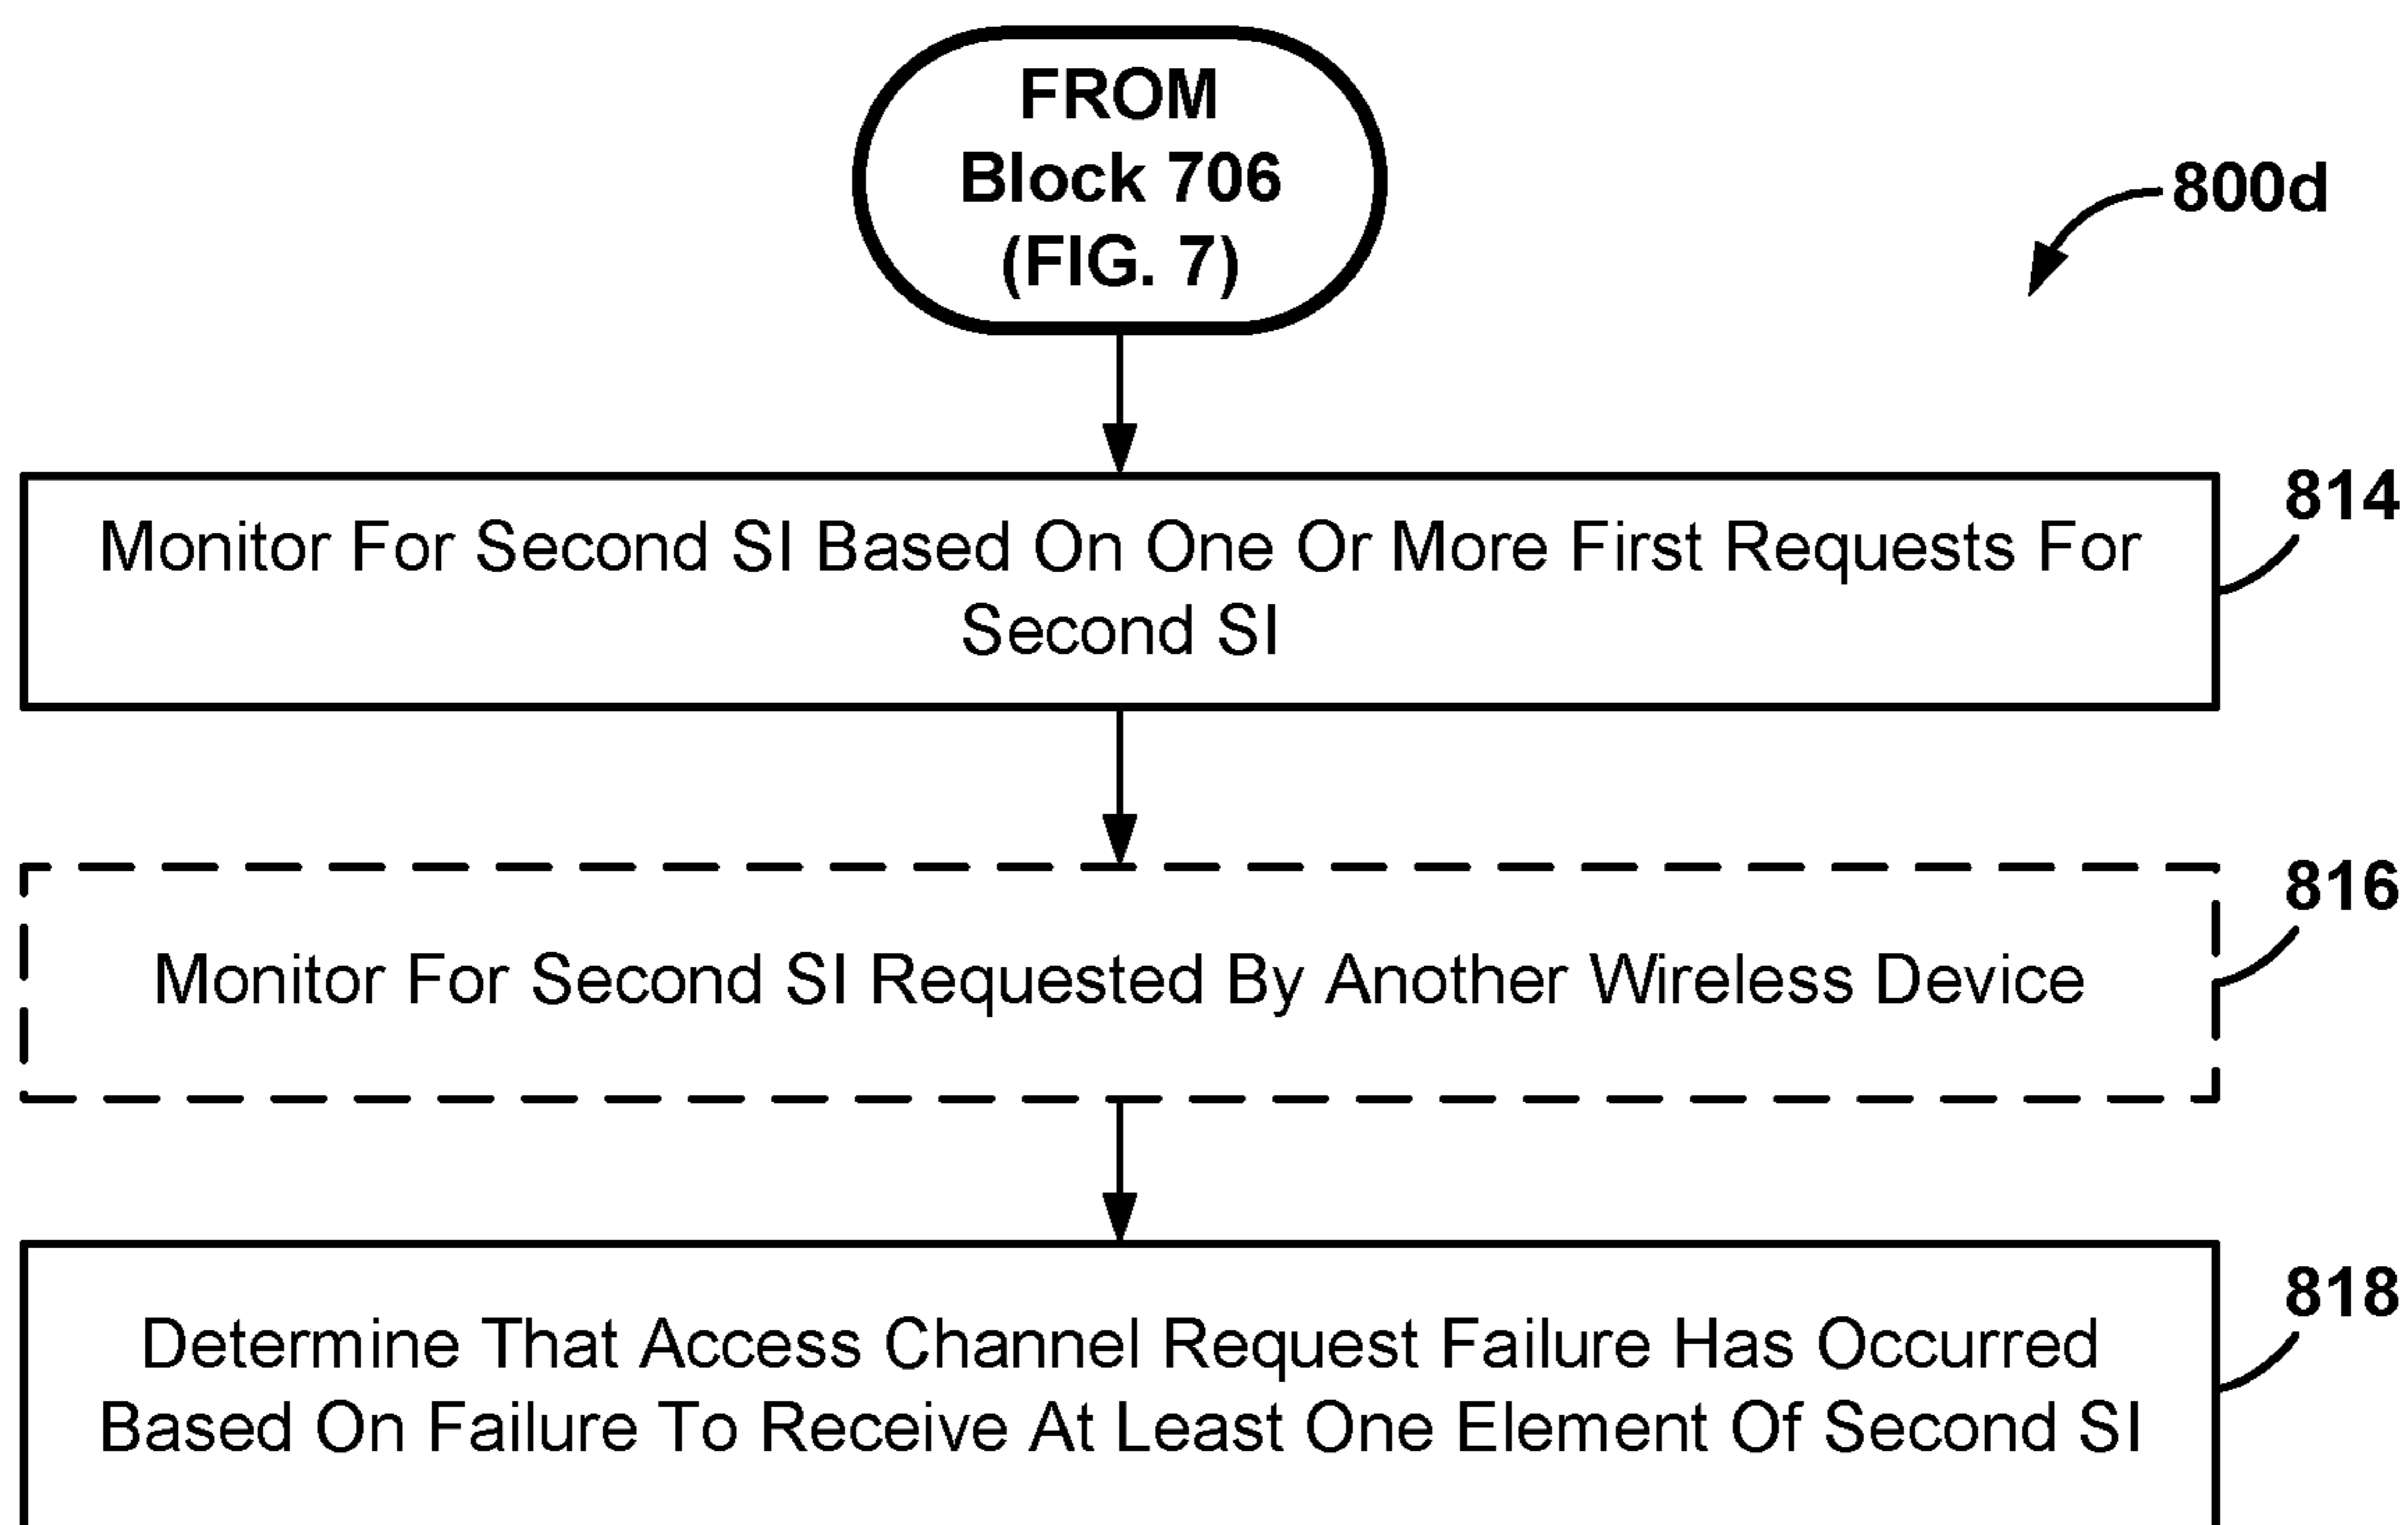 FROM
Block 706
(FIG. 7)
800d
814
Monitor For Second SI Based On One Or More First Requests For
Second SI
816
Monitor For Second SI Requested By Another Wireless Device
818
Determine That Access Channel Request Failure Has Occurred
Based On Failure To Receive At Least One Element Of Second SI